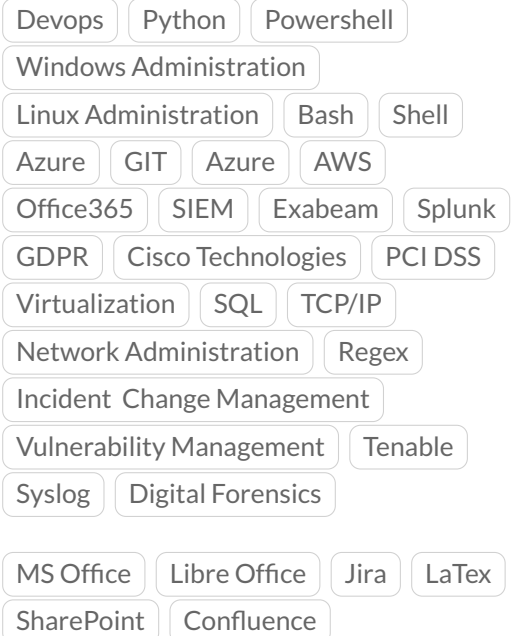 Devops Python Powershell
Windows Administration
Linux Administration Bash Shell
Azure GIT Azure AWS
Office365 SIEM Exabeam Splunk
GDPR Cisco Technologies PCI DSS
Virtualization SQL TCP/IP
Network Administration Regex
Incident Change Management
Vulnerability Management Tenable
Syslog Digital Forensics
MS Office Libre Office Jira LaTex
SharePoint Confluence